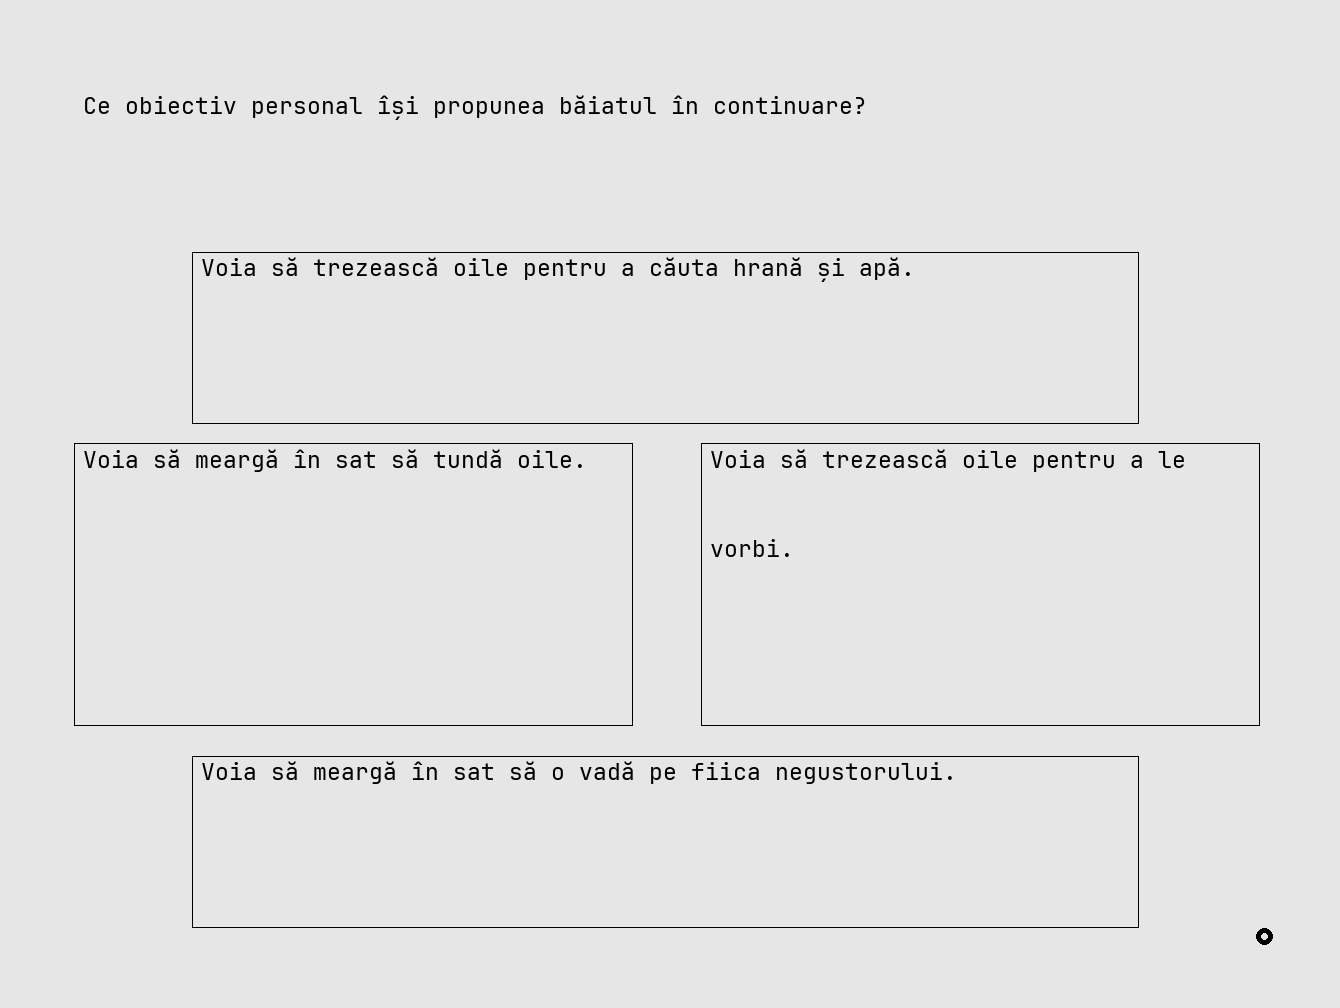 Ce obiectiv personal își propunea băiatul în continuare?
Voia să trezească oile pentru a căuta hrană și apă.
Voia să meargă în sat să tundă oile.
Voia să trezească oile pentru a le
vorbi.
Voia să meargă în sat să o vadă pe fiica negustorului.